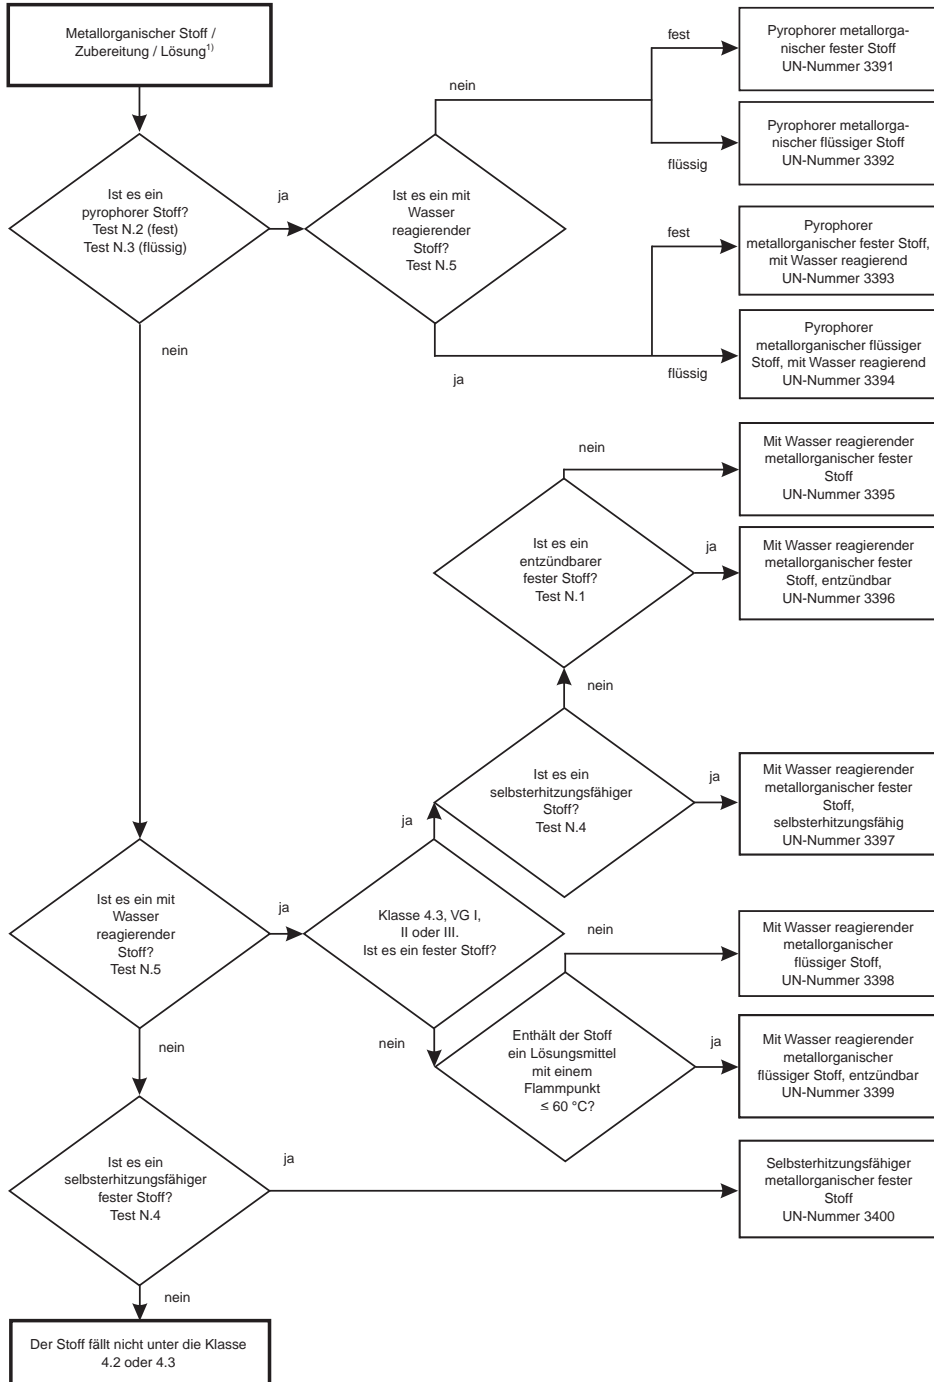 Metallorganischer Stoff /
Zubereitung / Lösung1)
Ist es ein
pyrophorer Stoff?
Test N.2 (fest)
Test N.3 (flüssig)
ja
nein
Ist es ein mit
Wasser
reagierender
Stoff?
Test N.5
nein
fest
Pyrophorer metallorga-
nischer fester Stoff
UN-Nummer 3391
flüssig
Pyrophorer metallorga-
nischer flüssiger Stoff
UN-Nummer 3392
ja
fest
Pyrophorer
metallorganischer fester Stoff,
mit Wasser reagierend
UN-Nummer 3393
flüssig
Pyrophorer
metallorganischer flüssiger
Stoff, mit Wasser reagierend
UN-Nummer 3394
nein
Mit Wasser reagierender
metallorganischer fester
Stoff
UN-Nummer 3395
Ist es ein
entzündbarer
fester Stoff?
Test N.1
ja
Mit Wasser reagierender
metallorganischer fester
Stoff, entzündbar
UN-Nummer 3396
nein
Ist es ein
selbsterhitzungsfähiger
Stoff?
Test N.4
ja
Mit Wasser reagierender
metallorganischer fester
Stoff,
selbsterhitzungsfähig
UN-Nummer 3397
ja
Ist es ein mit
Wasser
reagierender
Stoff?
Test N.5
ja
Klasse 4.3, VG I,
II oder III.
Ist es ein fester Stoff?
nein
Mit Wasser reagierender
metallorganischer
flüssiger Stoff,
UN-Nummer 3398
nein
nein
Enthält der Stoff
ein Lösungsmittel
mit einem
Flammpunkt
≤ 60 °C?
ja
Mit Wasser reagierender
metallorganischer
flüssiger Stoff, entzündbar
UN-Nummer 3399
Ist es ein
selbsterhitzungsfähiger
fester Stoff?
Test N.4
ja
Selbsterhitzungsfähiger
metallorganischer fester
Stoff
UN-Nummer 3400
nein
Der Stoff fällt nicht unter die Klasse
4.2 oder 4.3